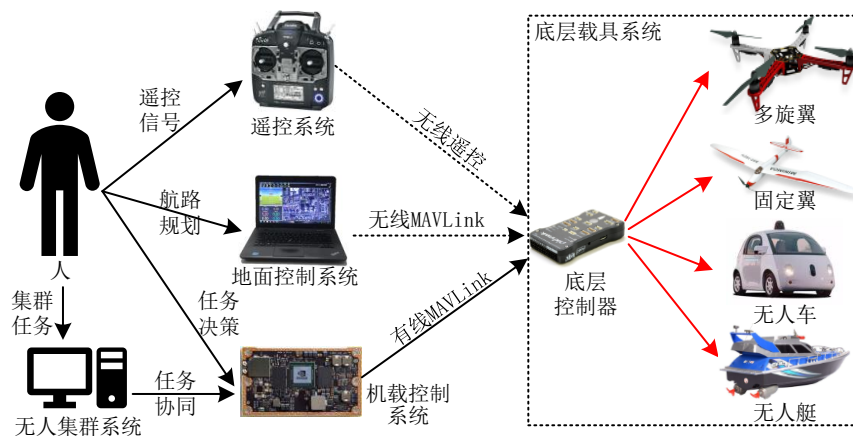 底层载具系统
遥控
信号
遥控系统
无线遥控
多旋翼
航路
规划
无线MAVLink
固定翼
地面控制系统
人
底层
控制器
集群
任务
任务
决策
有线MAVLink
无人车
任务
协同
机载控制
系统
无人集群系统
无人艇